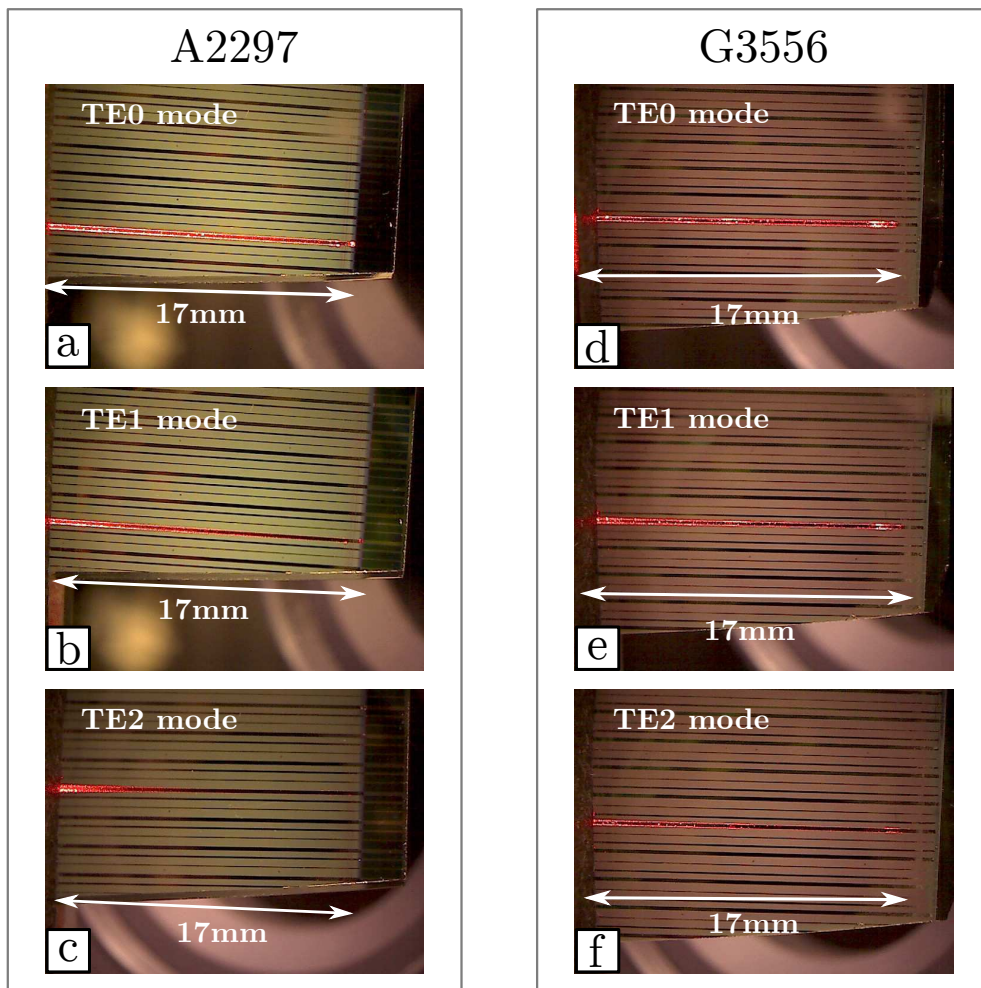 A2297
TE0 mode
17mm
a
TE1 mode
17mm
b
TE2 mode
17mm
c
G3556
TE0 mode
17mm
d
TE1 mode
17mm
e
TE2 mode
17mm
f